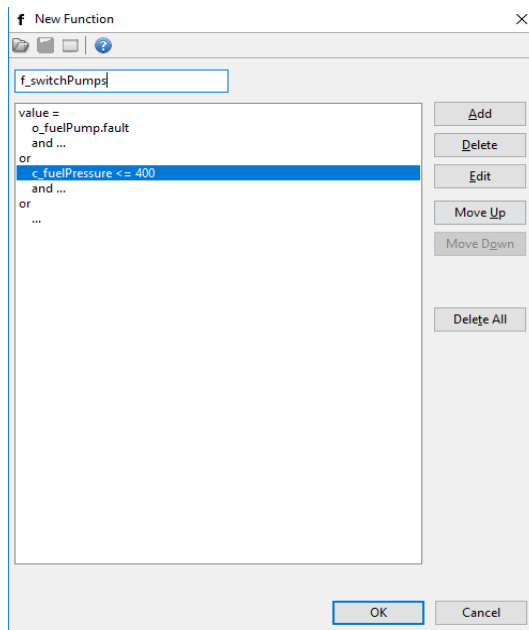 f New Function
f_switchPumps
value =
o_fuelPump.fault
and ...
or
c_fuelPressure <= 400
and ...
or
...
Add
Delete
Edit
Move Up
Move Down
Delete All
OK
Cancel